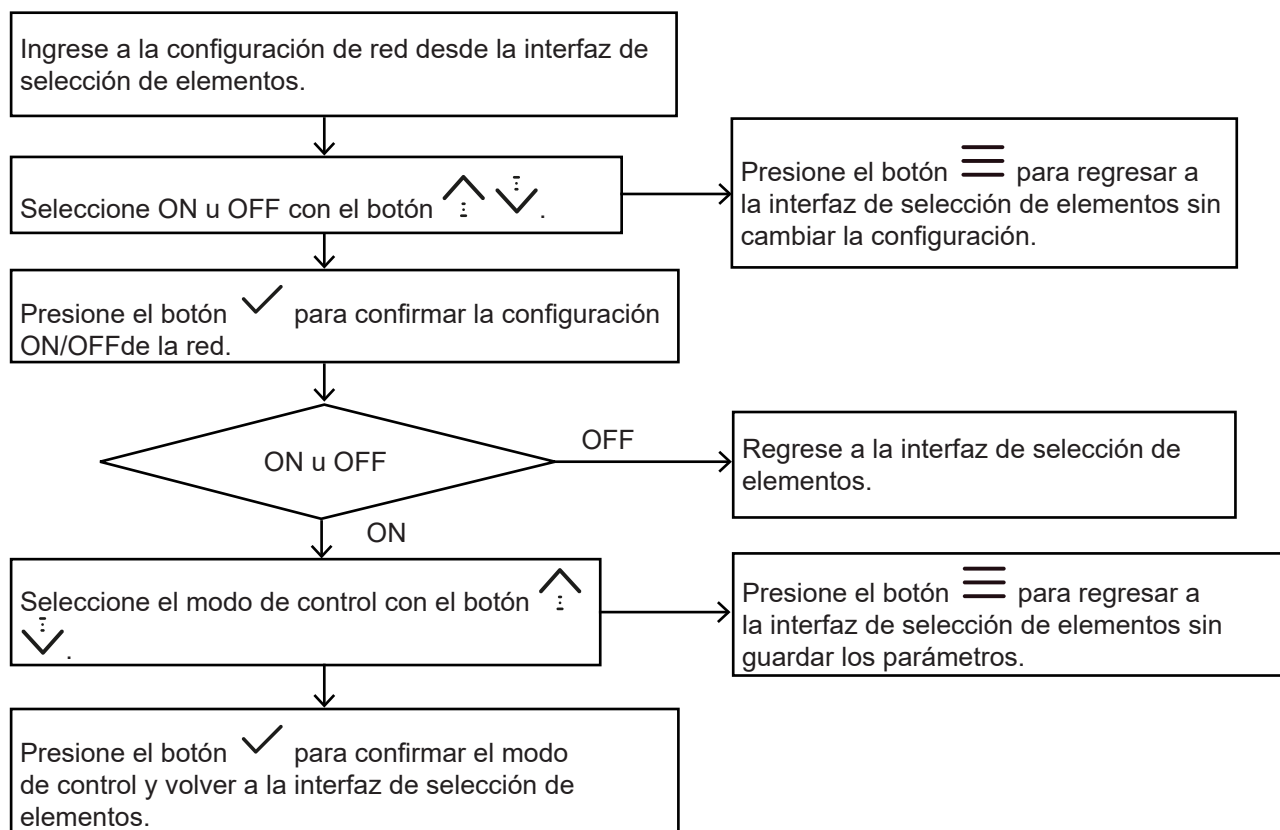 Ingrese a la configuración de red desde la interfaz de
selección de elementos.
Seleccione ON u OFF con el botón .
Presione el botón para regresar a
la interfaz de selección de elementos sin
cambiar la configuración.
Presione el botón para confirmar la configuración
ON/OFFde la red.
ON u OFF
OFF
Regrese a la interfaz de selección de
elementos.
ON
Seleccione el modo de control con el botón
.
Presione el botón para regresar a
la interfaz de selección de elementos sin
guardar los parámetros.
Presione el botón para confirmar el modo
de control y volver a la interfaz de selección de
elementos.